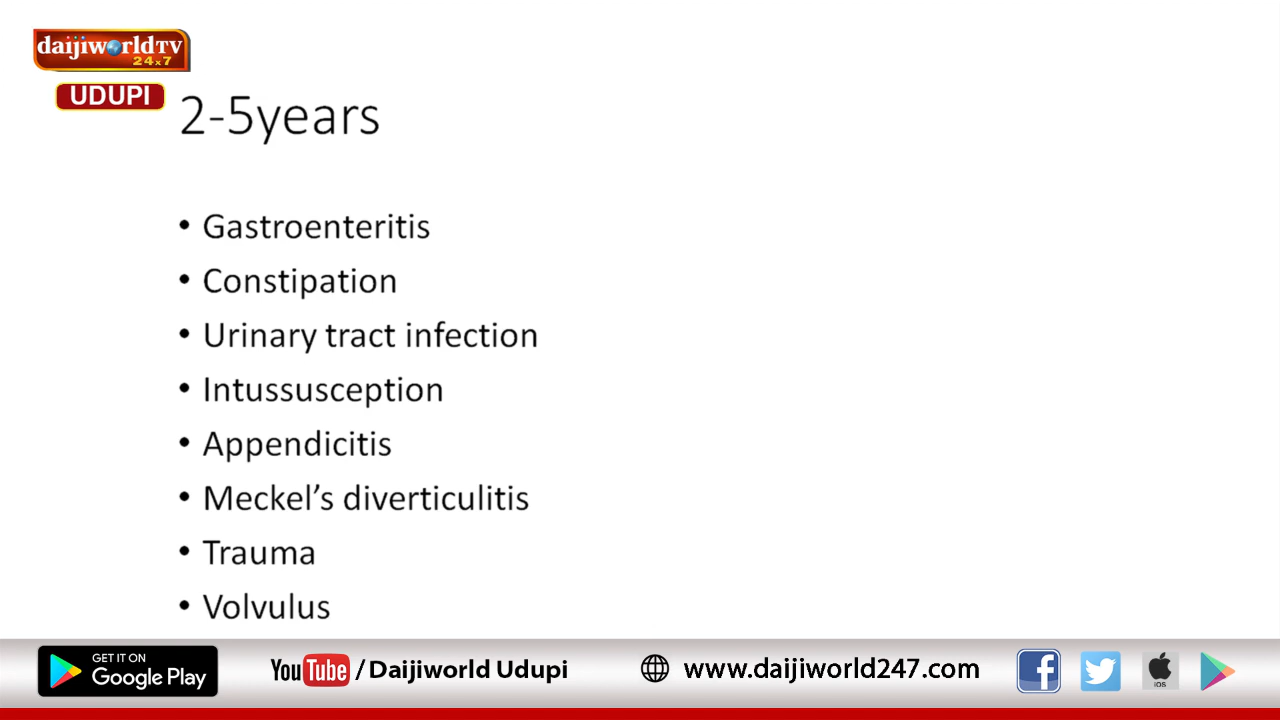 daijiworldTV
24x7
UDUPI
2-5years
• Gastroenteritis
• Constipation
• Urinary tract infection
• Intussusception
• Appendicitis
• Meckel’s diverticulitis
• Trauma
• Volvulus
GET IT ON
Google Play
YouTube / Daijiworld Udupi
www.daijiworld247.com
iOS